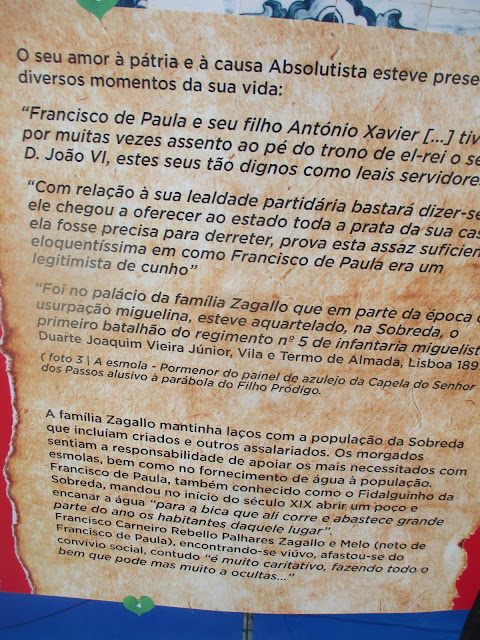 O seu amor à pátria e à causa Absolutista esteve prese
diversos momentos da sua vida:
“Francisco de Paula e seu filho António Xavier [...] tiv
por muitas vezes assento ao pé do trono de el-rei o se
D. João VI, estes seus tão dignos como leais servidore
“Com relação à sua lealdade partidária bastará dizer-se
ele chegou a oferecer ao estado toda a prata da sua cas
ela fosse precisa para derreter, prova esta assaz suficien
eloquentíssima em como Francisco de Paula era um
legitimista de cunho”
“Foi no palácio da família Zagallo que em parte da época d
usurpação miguelina, esteve aquartelado, na Sobreda, o
primeiro batalhão do regimento nº 5 de infantaria miguelist
Duarte Joaquim Vieira Júnior, Vila e Termo de Almada, Lisboa 189
( foto 3 | A esmola - Pormenor do painel de azulejo da Capela do Senhor
dos Passos alusivo à parábola do Filho Pródigo.
A família Zagallo mantinha laços com a população da Sobreda
que incluiam criados e outros assalariados. Os morgados
sentiam a responsabilidade de apoiar os mais necessitados com
esmolas, bem como no fornecimento de água à população.
Francisco de Paula, também conhecido como o Fidalguinho da
Sobreda, mandou no início do século XIX abrir um poço e
encanar a água “para a bica que ali corre e abastece grande
parte do ano os habitantes daquele lugar”.
Francisco Carneiro Rebello Palhares Zagallo e Melo (neto de
Francisco de Paula), encontrando-se viúvo, afastou-se do
convívio social, contudo “é muito caritativo, fazendo todo o
bem que pode mas muito a ocultas...”